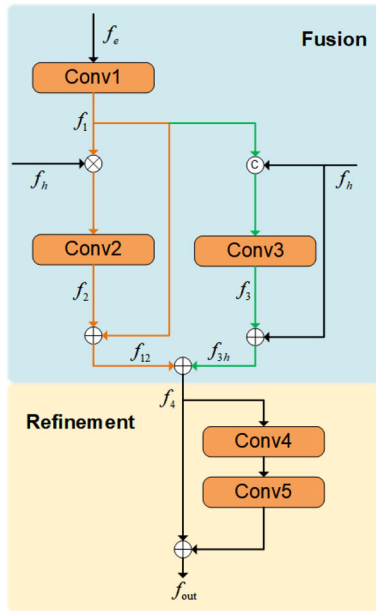 f_e
Fusion
Conv1
f_1
C
f_h
f_h
Conv2
Conv3
f_2
f_3
f_12
f_3h
f_4
Refinement
Conv4
Conv5
f_out